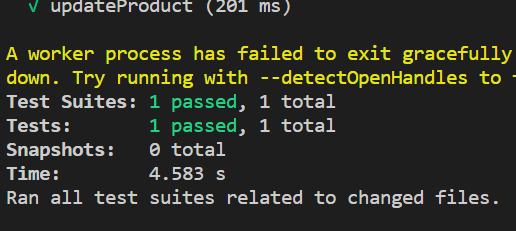 √ updateProduct (201 ms)
A worker process has failed to exit gracefully
down. Try running with --detectOpenHandles to
Test Suites: 1 passed, 1 total
Tests: 1 passed, 1 total
Snapshots: 0 total
Time: 4.583 s
Ran all test suites related to changed files.